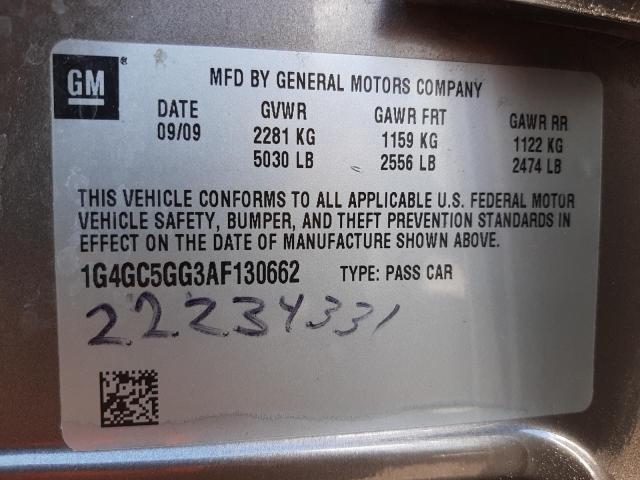 GM ®
MFD BY GENERAL MOTORS COMPANY
DATE GVWR GAWR FRT GAWR RR
09/09 2281 KG 1159 KG 1122 KG
5030 LB 2556 LB 2474 LB
THIS VEHICLE CONFORMS TO ALL APPLICABLE U.S. FEDERAL MOTOR
VEHICLE SAFETY, BUMPER, AND THEFT PREVENTION STANDARDS IN
EFFECT ON THE DATE OF MANUFACTURE SHOWN ABOVE.
1G4GC5GG3AF130662 TYPE: PASS CAR
22234331